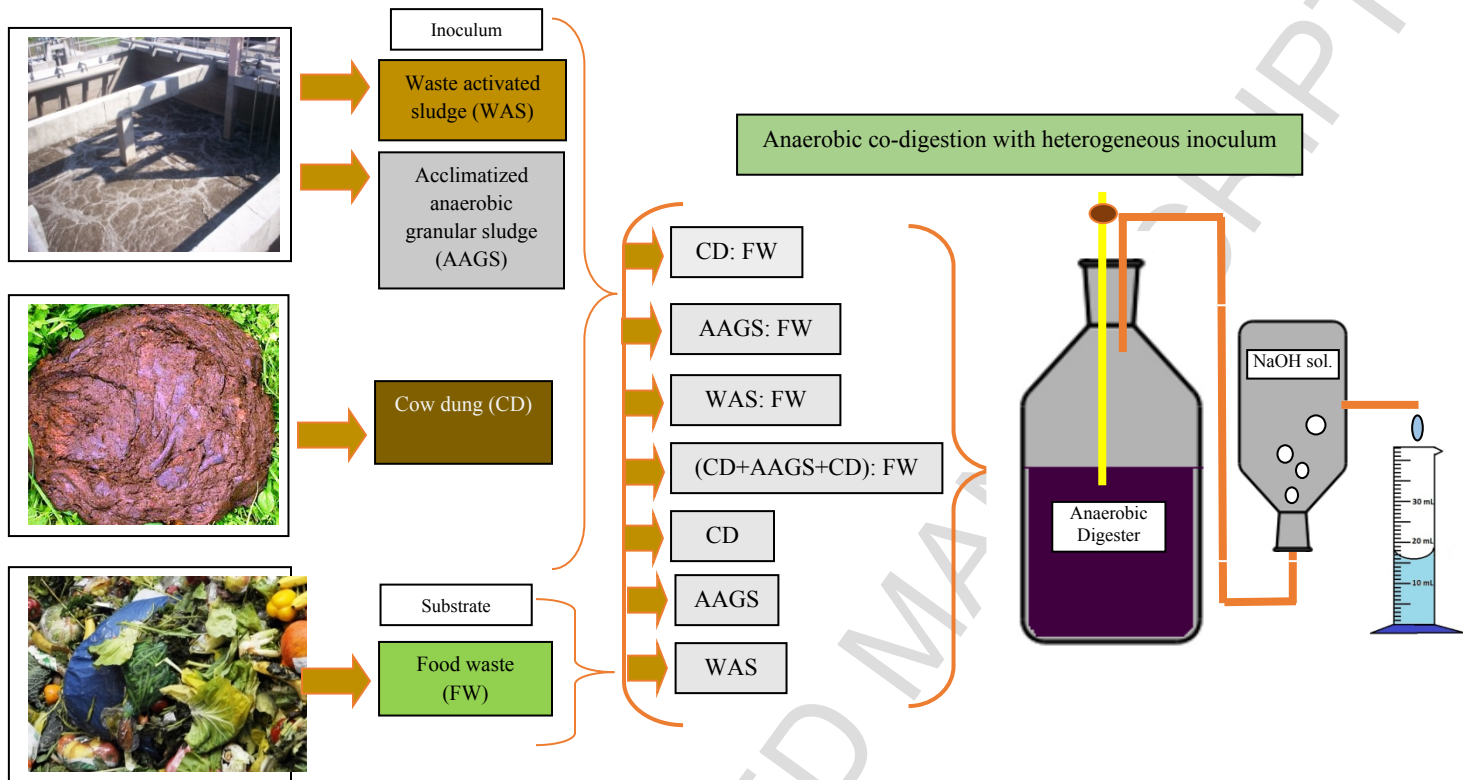 Inoculum
Waste activated
sludge (WAS)
Acclimatized
anaerobic
granular sludge
(AAGS)
Cow dung (CD)
Substrate
Food waste
(FW)
CD: FW
AAGS: FW
WAS: FW
(CD+AAGS+CD): FW
CD
AAGS
WAS
Anaerobic co-digestion with heterogeneous inoculum
Anaerobic
Digester
NaOH sol.
30 mL
20 mL
10 mL